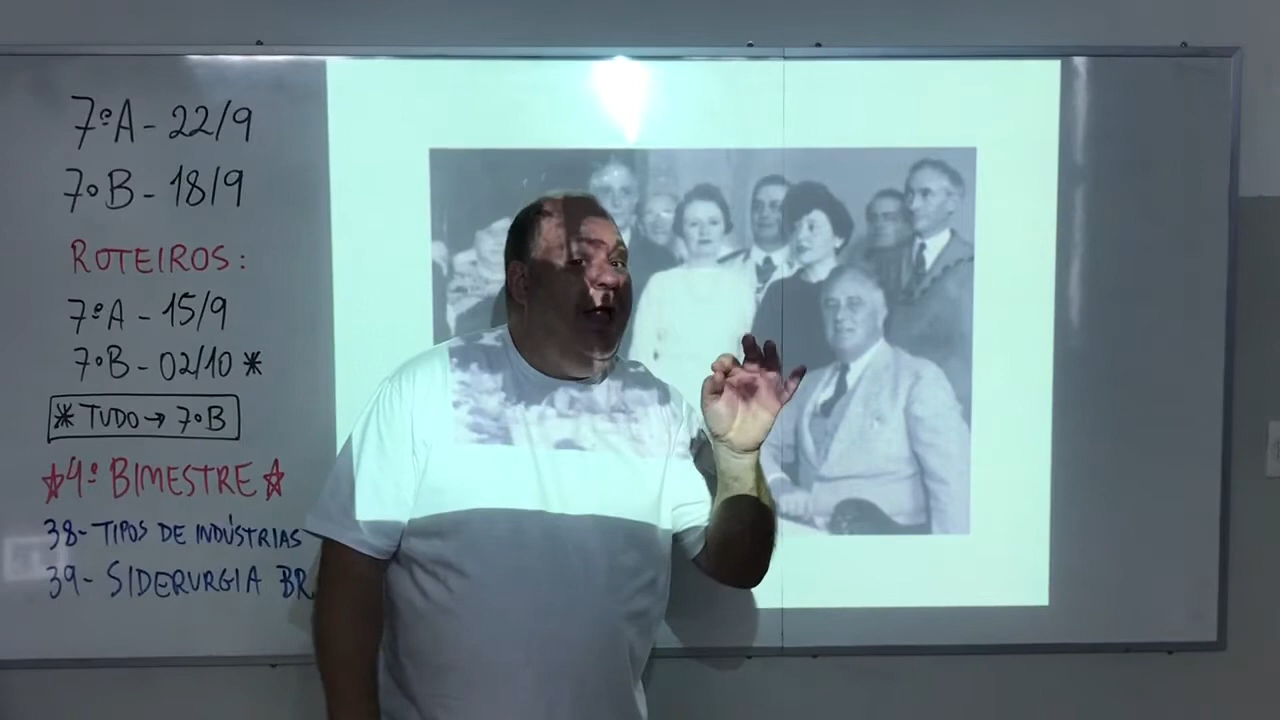 7ºA - 22/9
7ºB - 18/9
ROTEIROS:
7ºA - 15/9
7ºB - 02/10 *
* TUDO → 7ºB
☆4º BIMESTRE☆
38- TIPOS DE INDÚSTRIAS
39- SIDERURGIA BR